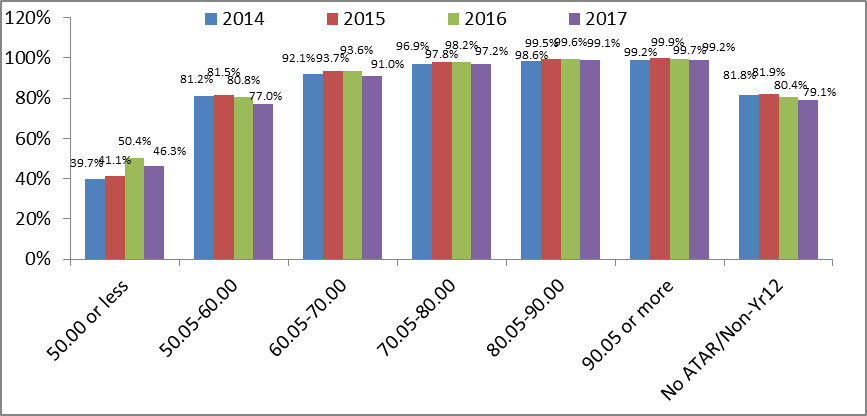 2014 2015 2016 2017
120%
100%
80%
60%
40%
20%
0%
39.7% 41.1% 50.4% 46.3%
81.2% 81.5% 80.8% 77.0%
92.1% 93.7% 93.6% 91.0%
96.9% 97.8% 98.2% 97.2%
98.6% 99.5% 99.6% 99.1%
99.2% 99.9% 99.7% 99.2%
81.8% 81.9% 80.4% 79.1%
50.00 or less
50.05-60.00
60.05-70.00
70.05-80.00
80.05-90.00
90.05 or more
No ATAR/Non-Yr12